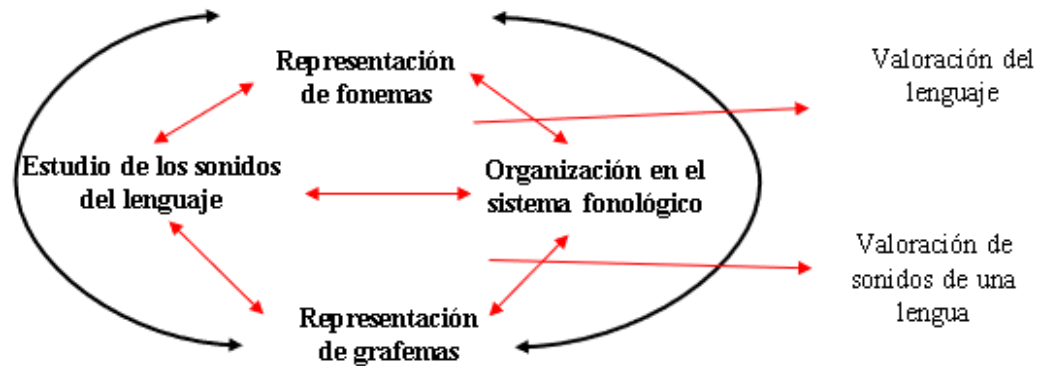 Representación
de fonemas
Valoración del
lenguaje
Estudio de los sonidos
del lenguaje
Organización en el
sistema fonológico
Valoración de
sonidos de una
lengua
Representación
de grafemas